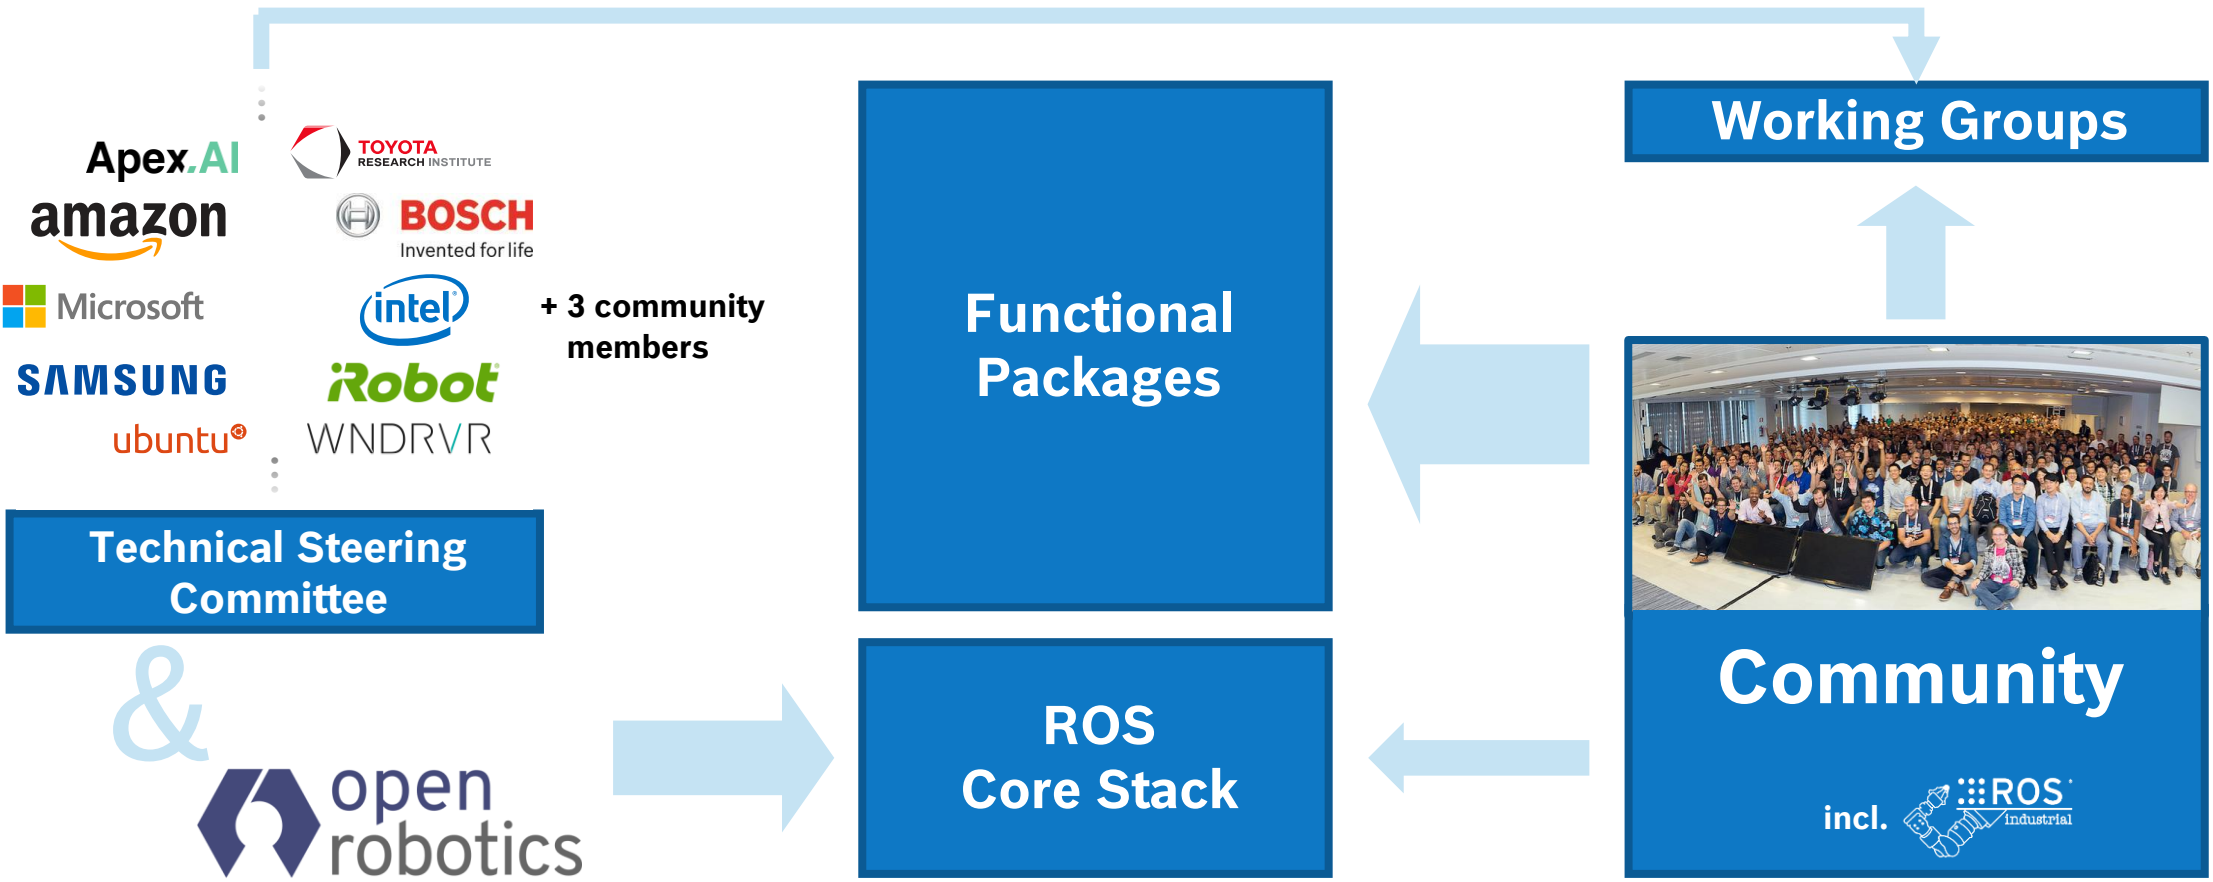 Apex.AI
TOYOTA
RESEARCH INSTITUTE
amazon
BOSCH
Invented for life
Microsoft
intel®
+ 3 community
members
SAMSUNG
iRobot®
ubuntu
WNDRVR
Technical Steering
Committee
&
open
robotics
Functional
Packages
ROS
Core Stack
Working Groups
Community
incl.
ROS
industrial